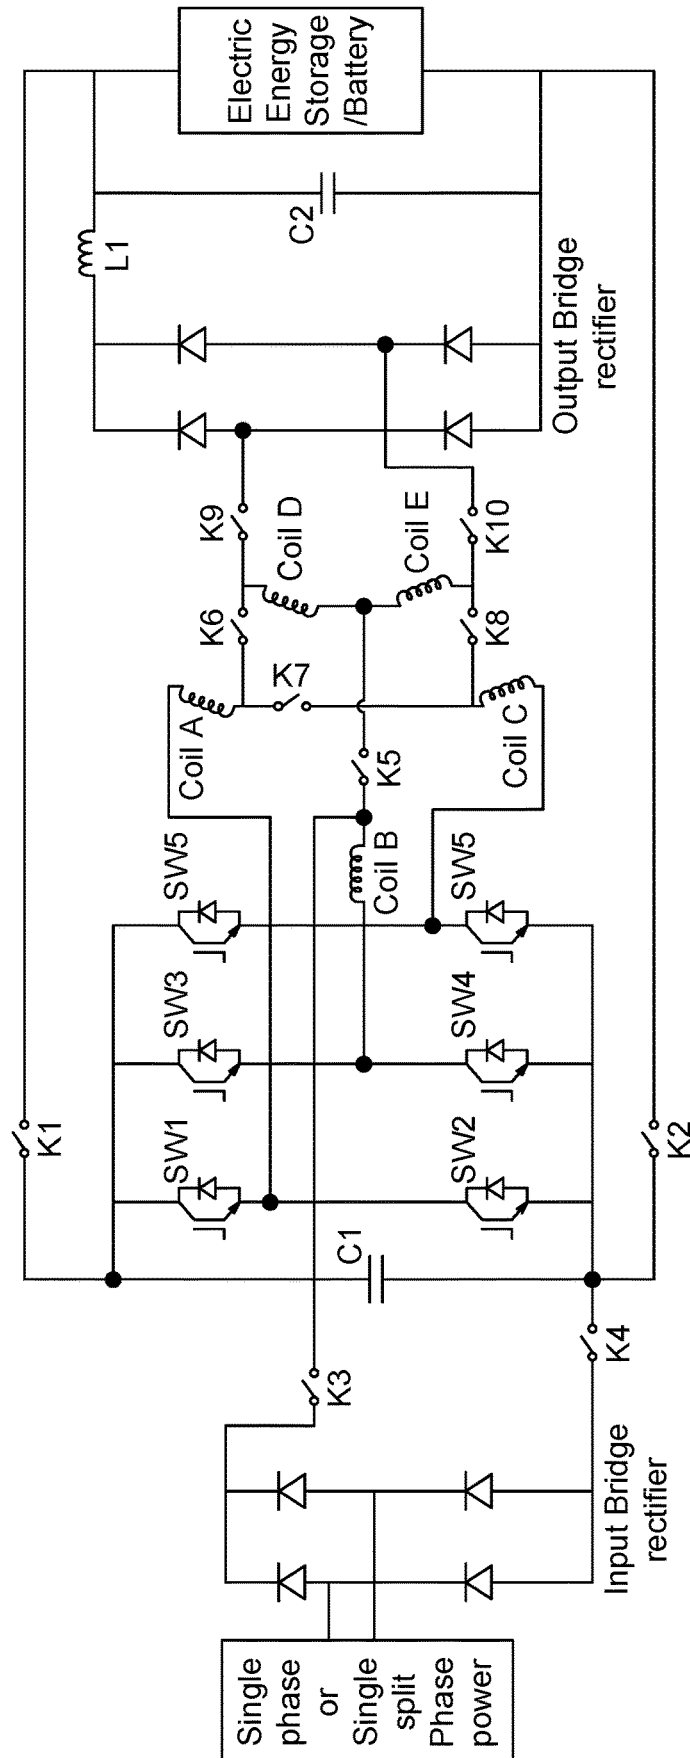 Single
phase
or
Single
split
Phase
power
Input Bridge
rectifier
K3
K4
C1
K1
K2
SW1
SW2
SW3
SW4
SW5
SW5
Coil A
Coil B
Coil C
K5
K7
K6
K8
Coil D
Coil E
K9
K10
Output Bridge
rectifier
L1
C2
Electric
Energy
Storage
/Battery